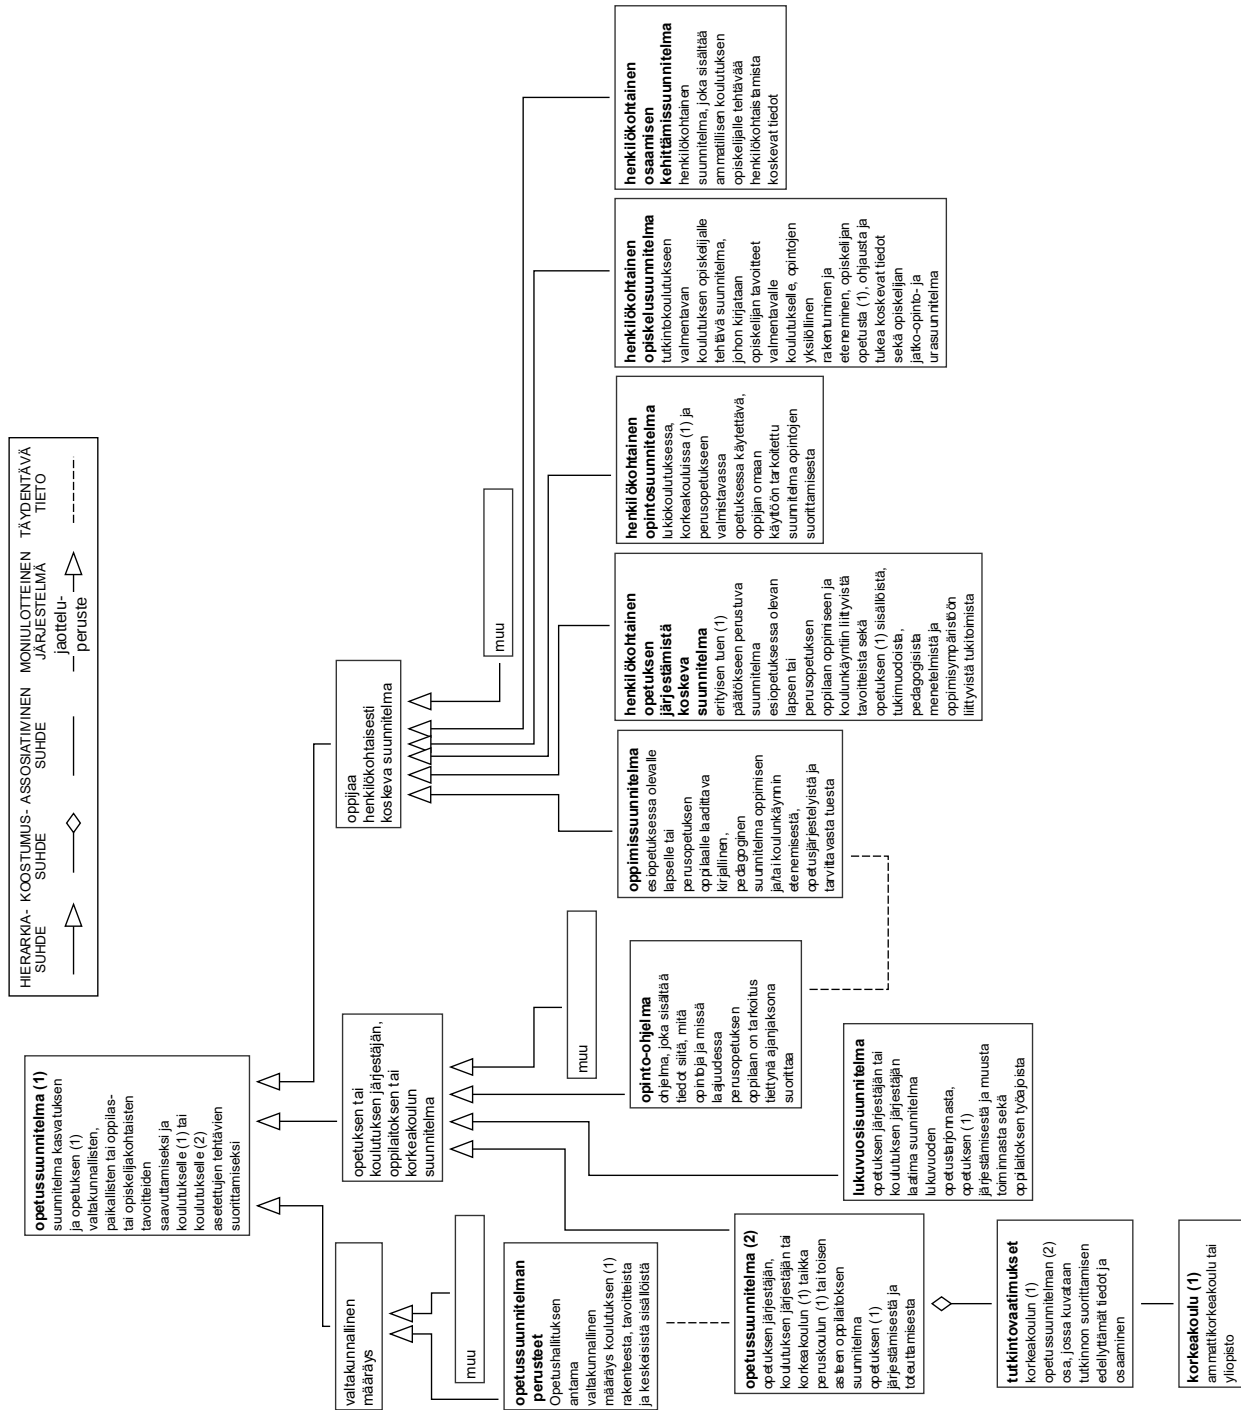 HIERARKIA- KOOSTUMUS- ASSOSIATIIVINEN MONIULOTTEINEN TÄYDENTÄVÄ
SUHDE SUHDE SUHDE JÄRJESTELMÄ TIETO
jaottelu-
peruste
opetussuunnitelma (1)
suunnitelma kasvatuksen
ja opetuksen (1)
valtakunnallisten,
paikallisten tai oppilas-
tai opiskelijakohtaisten
tavoitteiden
saavuttamiseksi ja
koulutukselle (1) tai
koulutukselle (2)
asetettujen tehtävien
suorittamiseksi
valtakunnallinen
määräys
opetuksen tai
koulutuksen järjestäjän,
oppilaitoksen tai
korkeakoulun
suunnitelma
oppijaa
henkilökohtaisesti
koskeva suunnitelma
muu
muu
muu
opetussuunnitelman
perusteet
Opetushallituksen
antama
valtakunnallinen
määräys koulutuksen (1)
rakenteesta, tavoitteista
ja keskeisistä sisällöistä
opetussuunnitelma (2)
opetuksen järjestäjän,
koulutuksen järjestäjän tai
korkeakoulun (1) taikka
peruskoulun (1) tai toisen
asteen oppilaitoksen
suunnitelma
opetuksen (1)
järjestämisestä ja
toteuttamisesta
tutkintovaatimukset
korkeakoulun (1)
opetussuunnitelman (2)
osa, jossa kuvataan
tutkinnon suorittamisen
edellyttämät tiedot ja
osaaminen
korkeakoulu (1)
ammattikorkeakoulu tai
yliopisto
lukuvuosisuunnitelma
opetuksen järjestäjän tai
koulutuksen järjestäjän
laatima suunnitelma
lukuvuoden
opetustarjonnasta,
opetuksen (1)
järjestämisestä ja muusta
toiminnasta sekä
oppilaitoksen työajoista
opinto-ohjelma
ohjelma, joka sisältää
tiedot siitä, mitä
opintoja ja missä
laajuudessa
perusopetuksen
oppilaan on tarkoitus
tiettynä ajanjaksona
suorittaa
oppimissuunnitelma
esiopetuksessa olevalle
lapselle tai
perusopetuksen
oppilaalle laadittava
kirjallinen,
pedagoginen
suunnitelma oppimisen
ja/tai koulunkäynnin
etenemisestä,
opetusjärjestelyistä ja
tarvittavasta tuesta
henkilökohtainen
opetuksen
järjestämistä
koskeva
suunnitelma
erityisen tuen (1)
päätökseen perustuva
suunnitelma
esiopetuksessa olevan
lapsen tai
perusopetuksen
oppilaan oppimiseen ja
koulunkäyntiin liittyvistä
tavoitteista sekä
opetuksen (1) sisällöistä,
tukimuodoista,
pedagogisista
menetelmistä ja
oppimisympäristöön
liittyvistä tukitoimista
henkilökohtainen
opintosuunnitelma
lukiokoulutuksessa,
korkeakouluissa (1) ja
perusopetukseen
valmistavassa
opetuksessa käytettävä,
oppijan omaan
käyttöön tarkoitettu
suunnitelma opintojen
suorittamisesta
henkilökohtainen
opiskelusuunnitelma
tutkintokoulutukseen
valmentavan
koulutuksen opiskelijalle
tehtävä suunnitelma,
johon kirjataan
opiskelijan tavoitteet
valmentavalle
koulutukselle, opintojen
yksilöllinen
rakentuminen ja
eteneminen, opiskelijan
opetusta (1), ohjausta ja
tukea koskevat tiedot
sekä opiskelijan
jatko-opinto- ja
urasuunnitelma
henkilökohtainen
osaamisen
kehittämissuunnitelma
henkilökohtainen
suunnitelma, joka sisältää
ammatillisen koulutuksen
opiskelijalle tehtävää
henkilökohtaistamista
koskevat tiedot